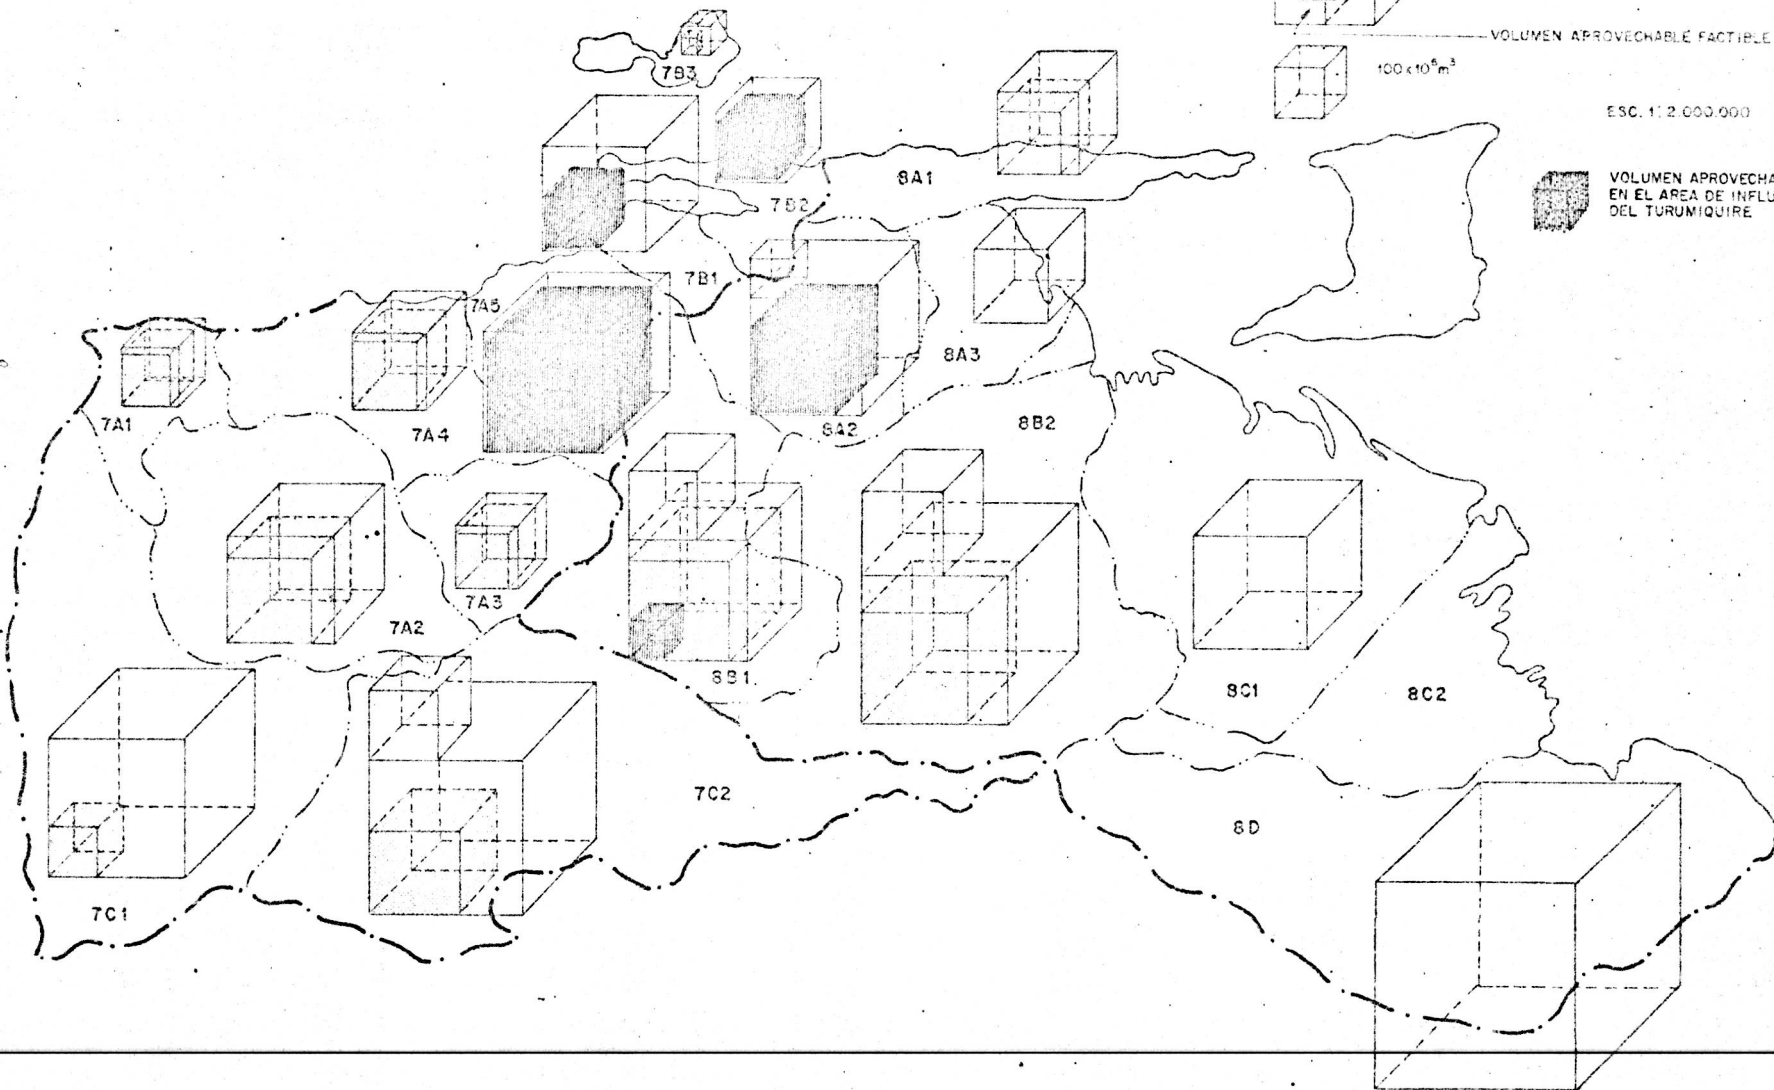 VOLUMEN APROVECHABLE FACTIBLE
100x10⁶m³
ESC. 1:2.000.000
VOLUMEN APROVECHA
EN EL AREA DE INFLU
DEL TURUMIQUIRE
7B3
8A1
7B2
7B1
7A5
8A3
7A1
7A4
8A2
8B2
7A3
7A2
8B1
8C1
8C2
7C2
8D
7C1